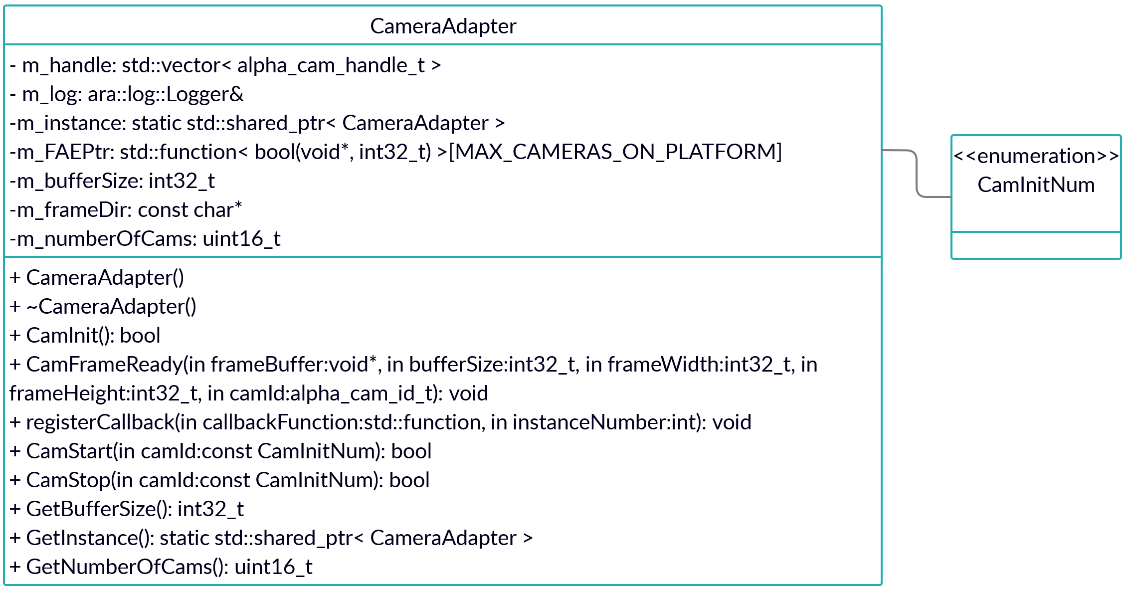 CameraAdapter
- m_handle: std::vector< alpha_cam_handle_t >
- m_log: ara::log::Logger&
-m_instance: static std::shared_ptr< CameraAdapter >
-m_FAEPtr: std::function< bool(void*, int32_t) >[MAX_CAMERAS_ON_PLATFORM]
-m_bufferSize: int32_t
-m_frameDir: const char*
-m_numberOfCams: uint16_t
+ CameraAdapter()
+ ~CameraAdapter()
+ CamInit(): bool
+ CamFrameReady(in frameBuffer:void*, in bufferSize:int32_t, in frameWidth:int32_t, in
frameHeight:int32_t, in camId:alpha_cam_id_t): void
+ registerCallback(in callbackFunction:std::function, in instanceNumber:int): void
+ CamStart(in camId:const CamInitNum): bool
+ CamStop(in camId:const CamInitNum): bool
+ GetBufferSize(): int32_t
+ GetInstance(): static std::shared_ptr< CameraAdapter >
+ GetNumberOfCams(): uint16_t
<<enumeration>>
CamInitNum